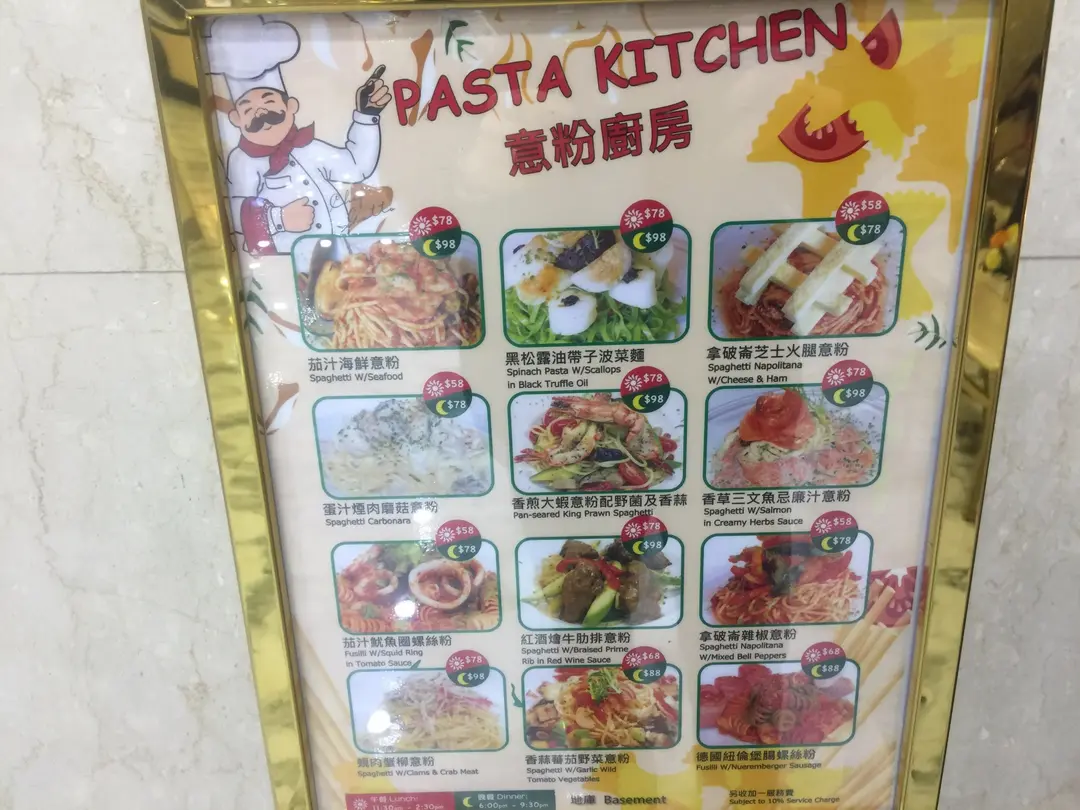 PASTA KITCHEN
意粉廚房
$78
$98
茄汁海鮮意粉
Spaghetti W/Seafood
$78
$98
黑松露油帶子波菜麵
Spinach Pasta W/Scallops
in Black Truffle Oil
$58
$78
拿破崙芝士火腿意粉
Spaghetti Napolitana
W/Cheese & Ham
$58
$78
蛋汁煙肉磨菇意粉
Spaghetti Carbonara
$78
$98
香煎大蝦意粉配野菌及香蒜
Pan-seared King Prawn Spaghetti
$78
$98
香草三文魚忌廉汁意粉
Spaghetti W/Salmon
in Creamy Herbs Sauce
$58
$78
茄汁魷魚圈螺絲粉
Fusilli W/Squid Ring
in Tomato Sauce
$78
$98
紅酒燴牛肋排意粉
Spaghetti W/Braised Prime
Rib in Red Wine Sauce
$58
$78
拿破崙雜椒意粉
Spaghetti Napolitana
W/Mixed Bell Peppers
$78
$98
蜆肉蟹柳意粉
Spaghetti W/Clams & Crab Meat
$68
$88
香蒜蕃茄野菜意粉
Spaghetti W/Garlic Wild
Tomato Vegetables
$68
$88
德國紐倫堡腸螺絲粉
Fusilli W/Nueremberger Sausage
午餐 Lunch:
11:30am - 2:30pm
晚餐 Dinner:
6:00pm - 9:30pm
地庫 Basement
另收加一服務費
Subject to 10% Service Charge